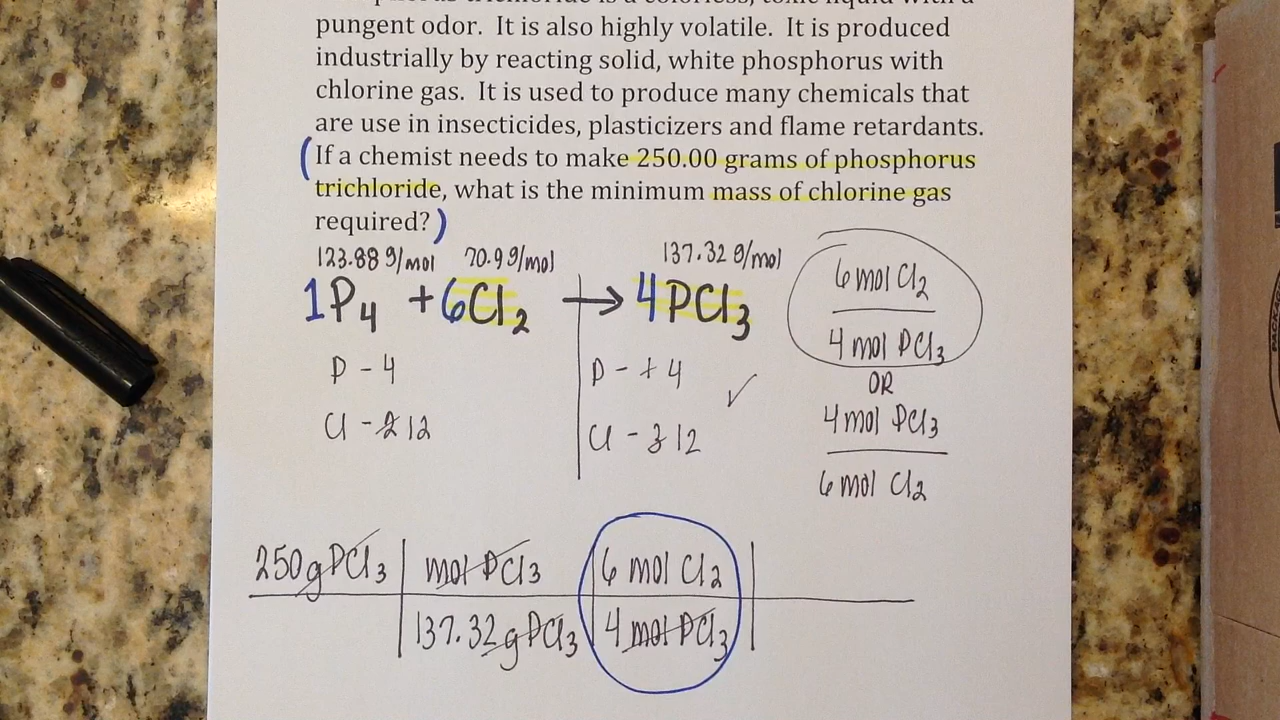 pungent odor. It is also highly volatile. It is produced
industrially by reacting solid, white phosphorus with
chlorine gas. It is used to produce many chemicals that
are use in insecticides, plasticizers and flame retardants.
(If a chemist needs to make 250.00 grams of phosphorus
trichloride, what is the minimum mass of chlorine gas
required?)
123.88 g/mol 70.9 g/mol 137.32 g/mol
1P₄ + 6Cl₂ → 4PCl₃
P - 4 P - 1 4 ✓
Cl - 2 12 Cl - 3 12
6 mol Cl₂
4 mol PCl₃
OR
4 mol PCl₃
6 mol Cl₂
250 g PCl₃ mol PCl₃ 6 mol Cl₂
137.32 g PCl₃ 4 mol PCl₃